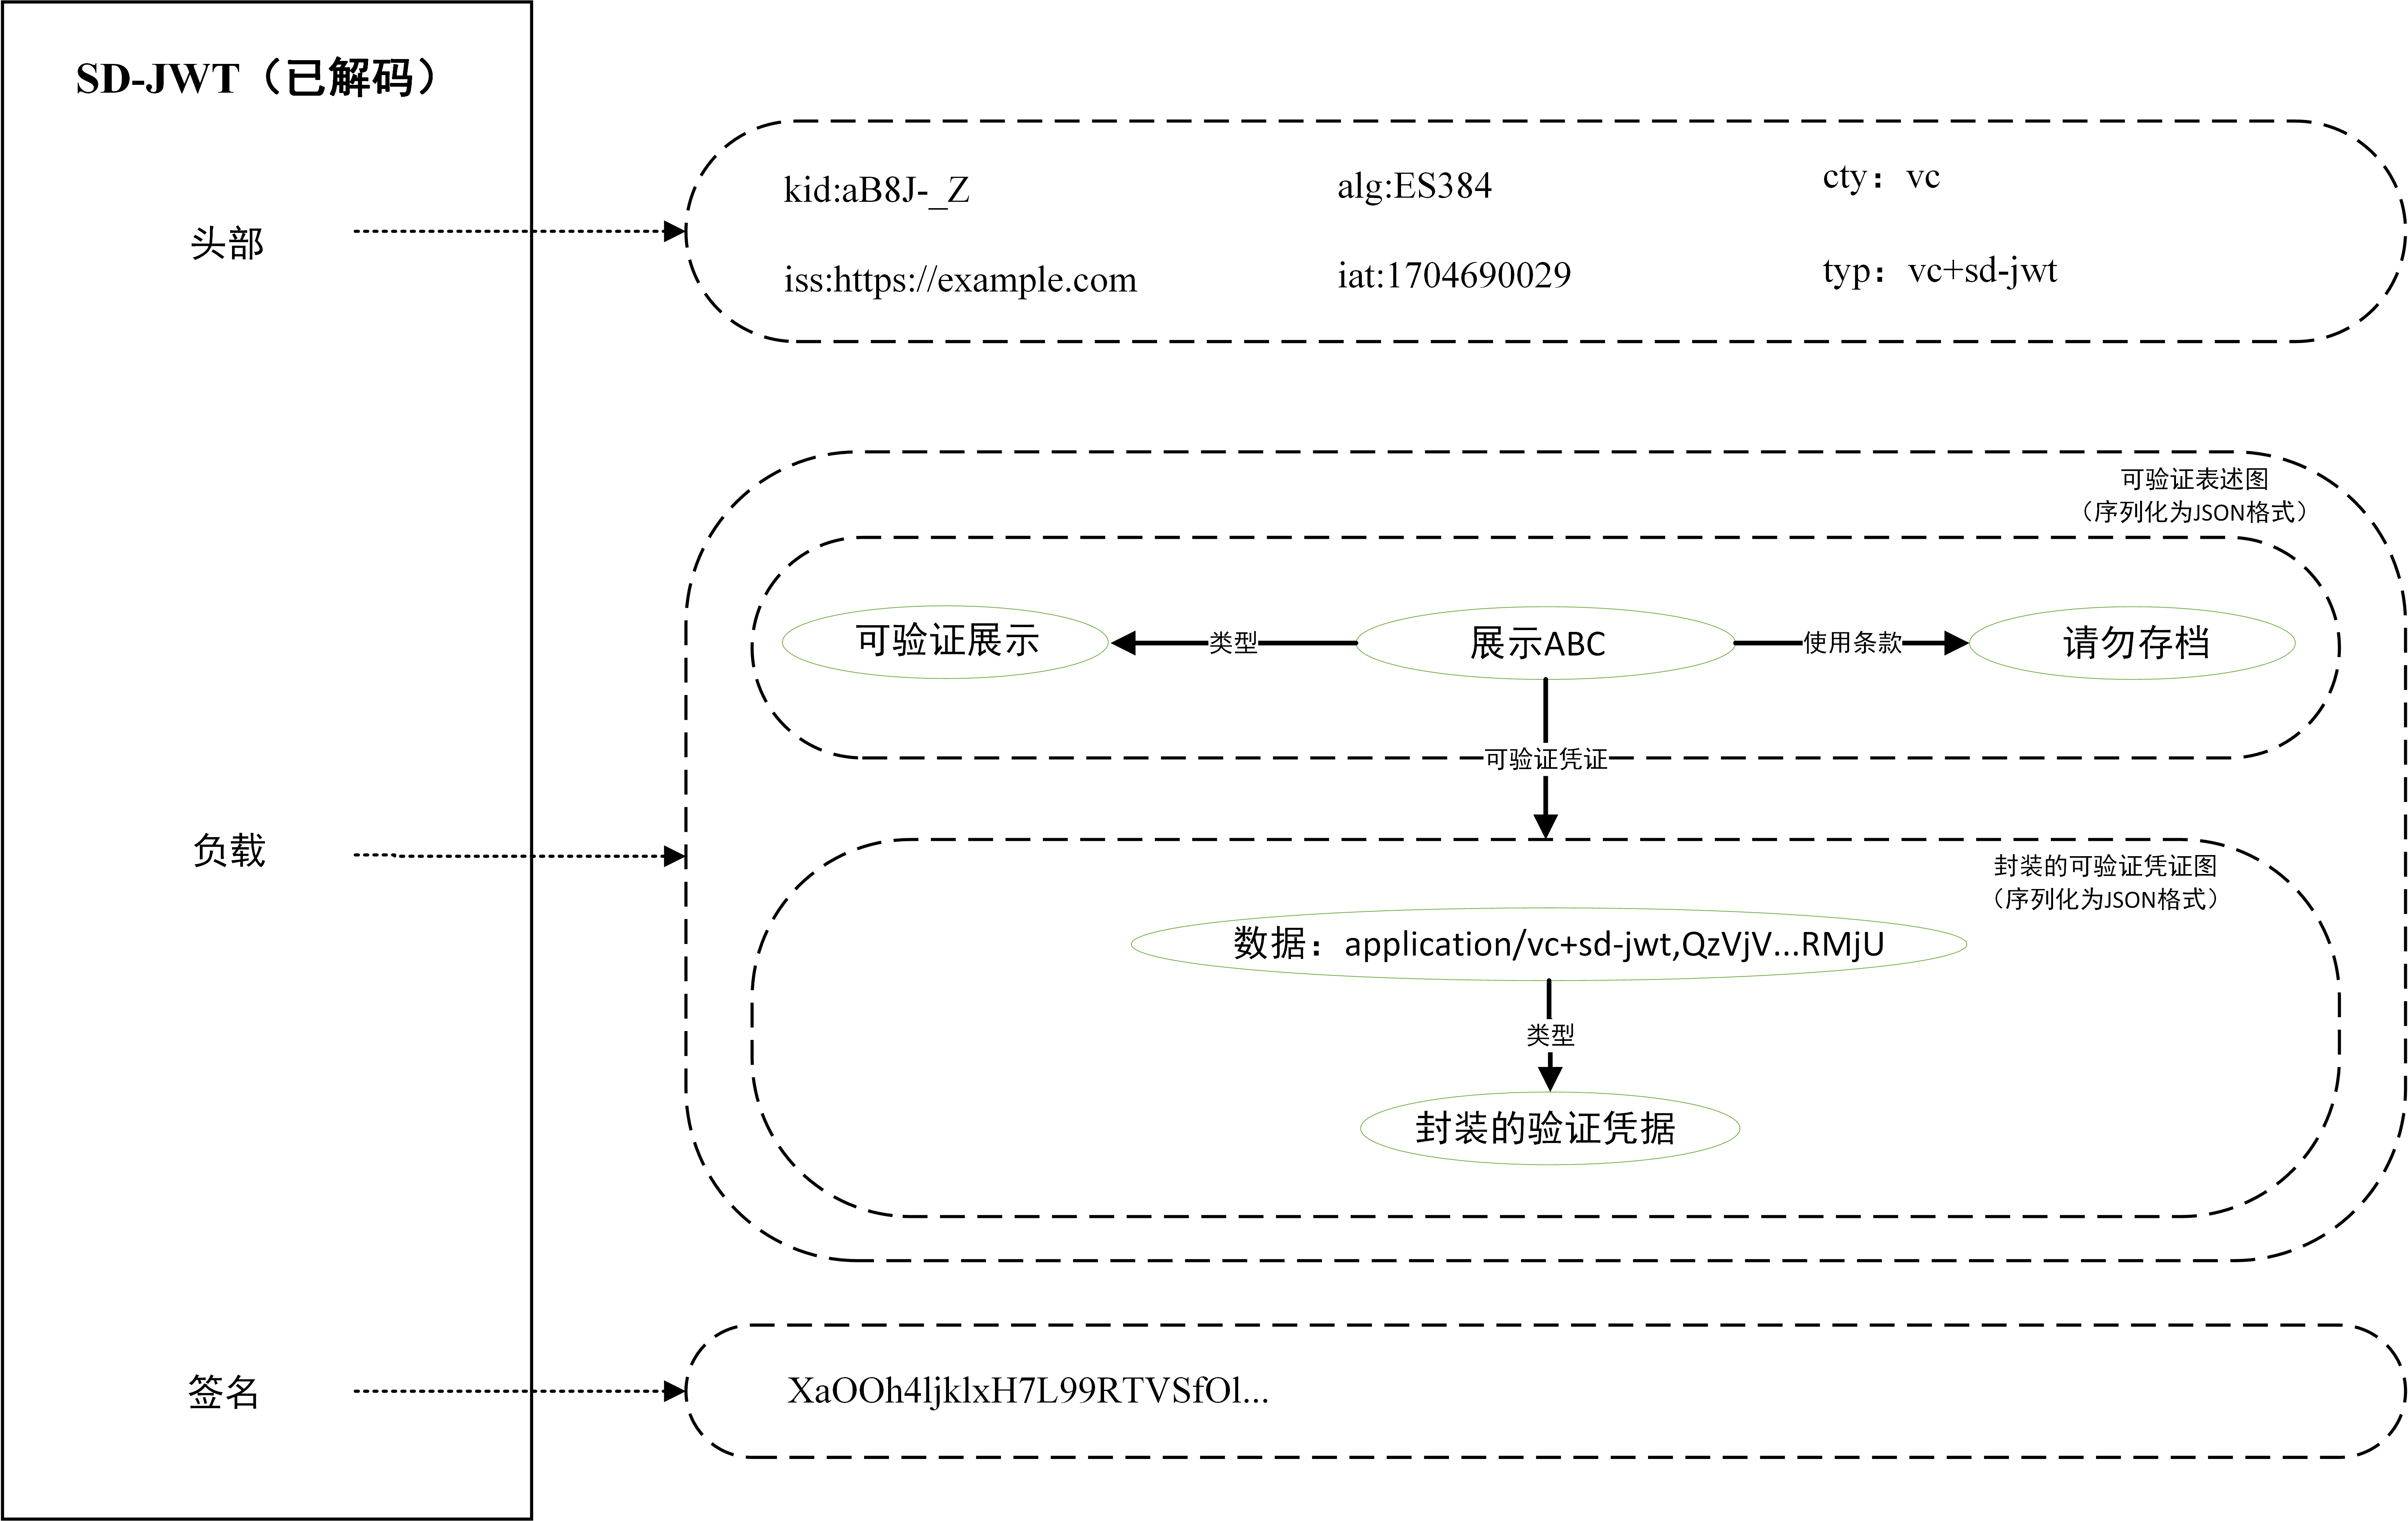 SD-JWT（已解码）
头部
kid:aB8J-_Z
alg:ES384
cty：vc
iss:https://example.com
iat:1704690029
typ：vc+sd-jwt
负载
可验证表述图
（序列化为JSON格式）
可验证展示
类型
展示ABC
使用条款
请勿存档
可验证凭证
封装的可验证凭证图
（序列化为JSON格式）
数据：application/vc+sd-jwt,QzVjV...RMjU
类型
封装的验证凭据
签名
XaOOh4ljklxH7L99RTVSfOl...